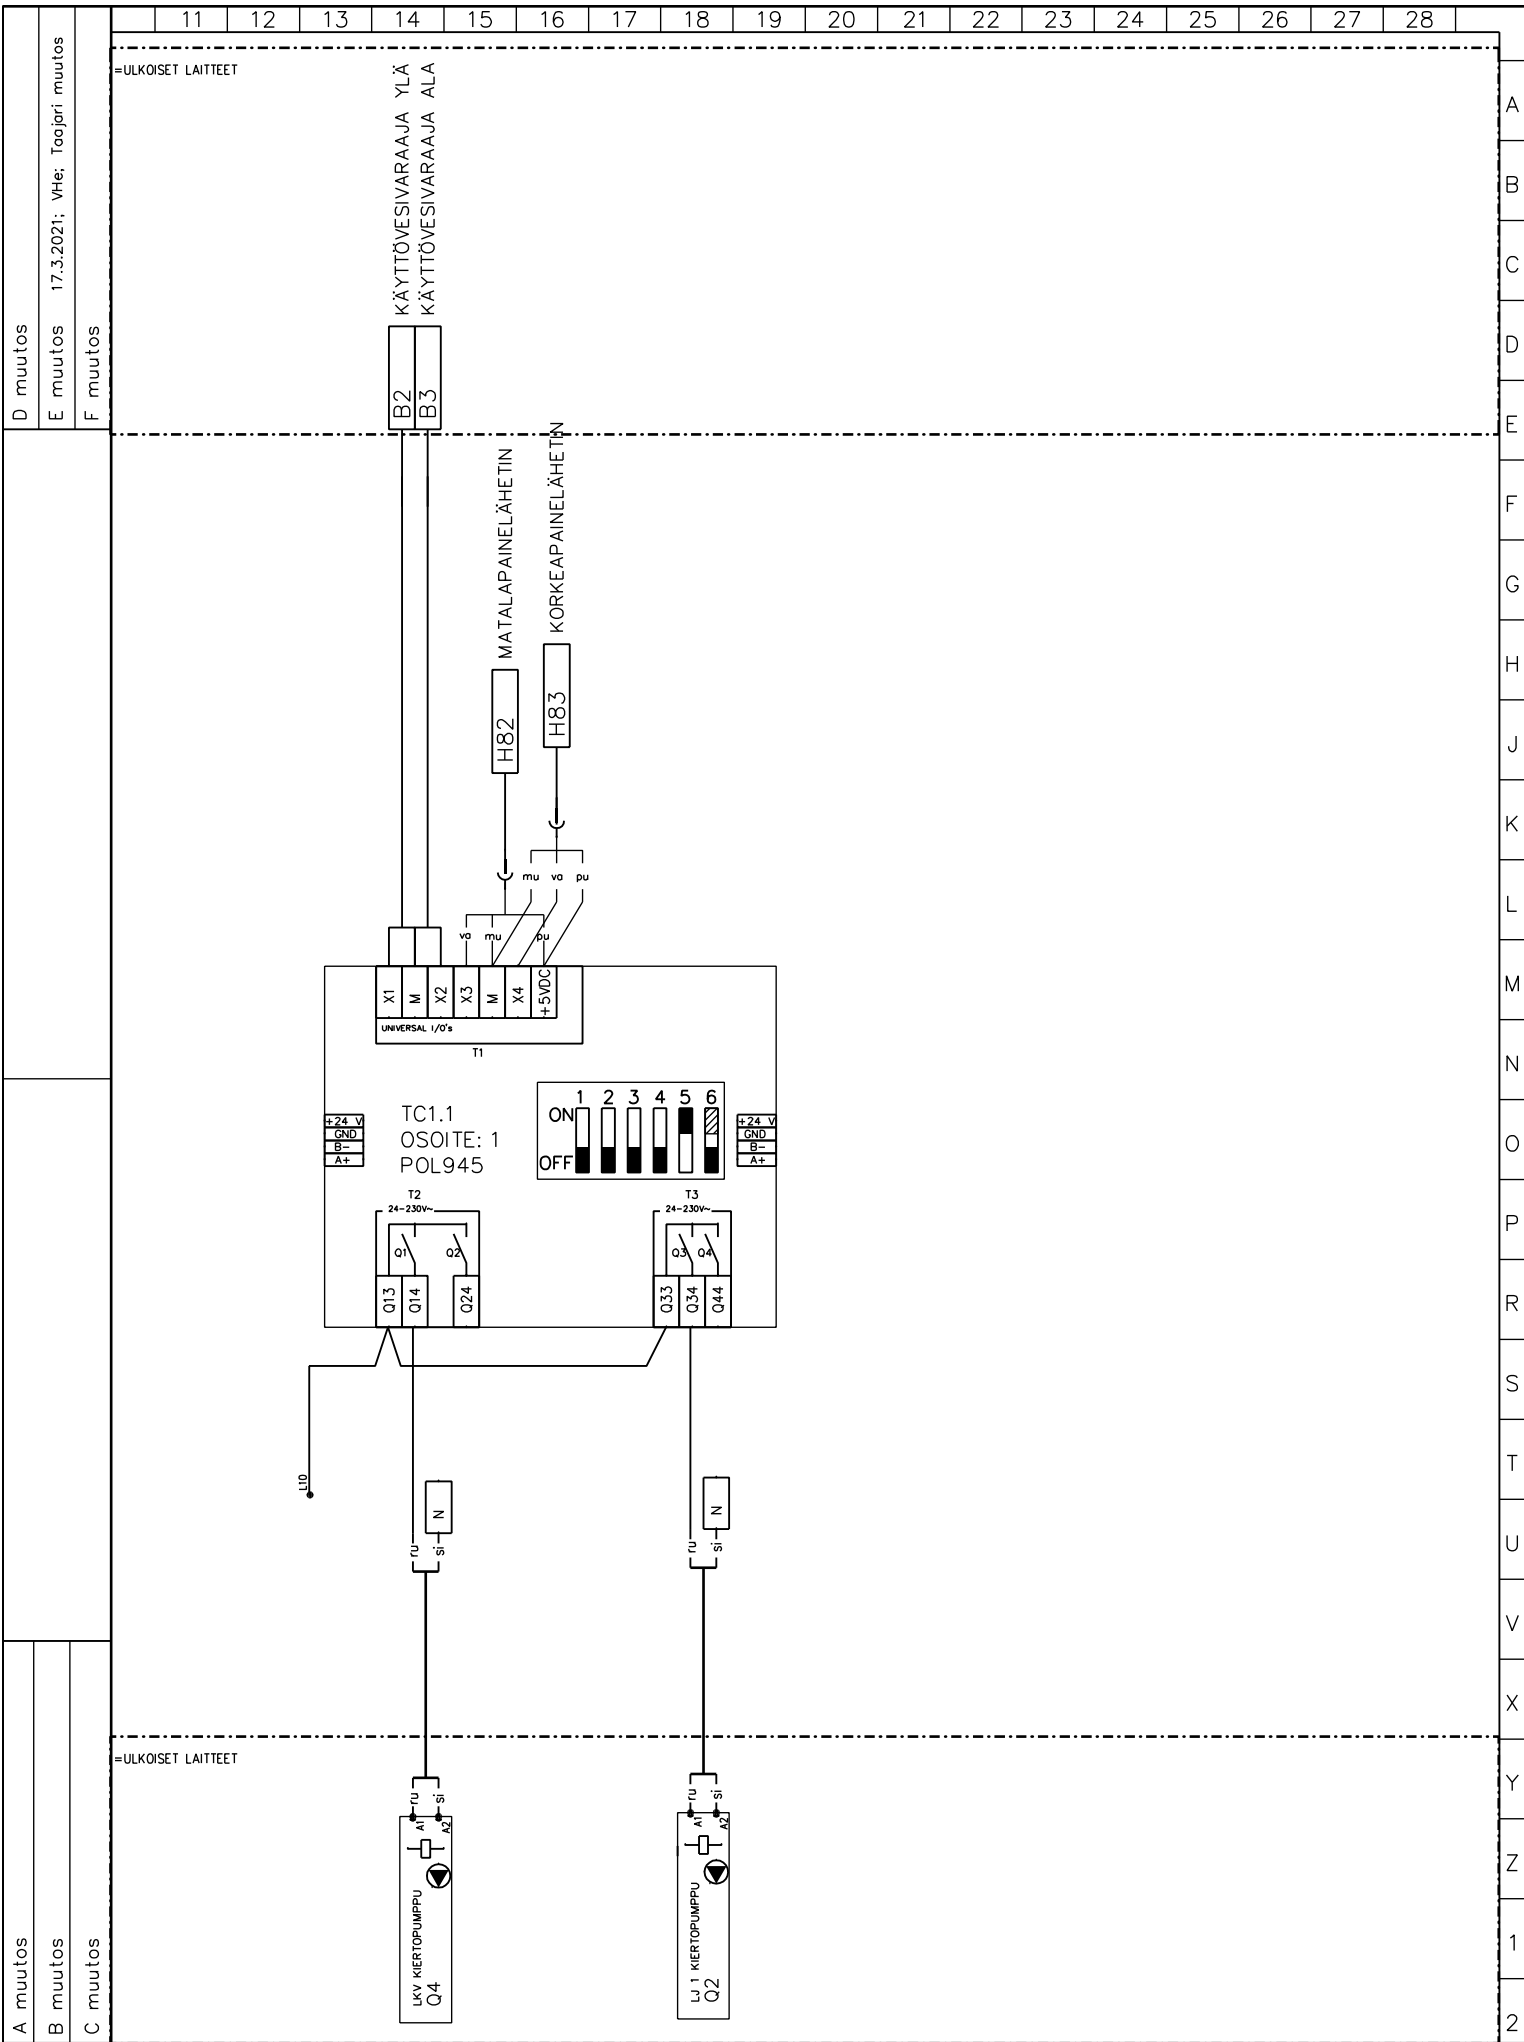 11 12 13 14 15 16 17 18 19 20 21 22 23 24 25 26 27 28
D muutos
E muutos 17.3.2021; VHe; Taajari muutos
F muutos
A muutos
B muutos
C muutos
A
B
C
D
E
F
G
H
J
K
L
M
N
O
P
R
S
T
U
V
X
Y
Z
1
2
=ULKOISET LAITTEET
B2 KÄYTTÖVESIVARAAJA YLÄ
B3 KÄYTTÖVESIVARAAJA ALA
H82 MATALAPAINELÄHETIN
H83 KORKEAPAINELÄHETIN
mu va pu
va mu pu
X1 M X2 X3 M X4 +5VDC
UNIVERSAL I/O's
T1
TC1.1
OSOITE: 1
POL945
1 2 3 4 5 6
ON
OFF
+24 V
GND
B-
A+
+24 V
GND
B-
A+
T2
24-230V~
Q1 Q2
Q13 Q14 Q24
T3
24-230V~
Q3 Q4
Q33 Q34 Q44
L10
N
ru si
N
ru si
=ULKOISET LAITTEET
ru si
A1 A2
LKV KIERTOPUMPPU
Q4
ru si
A1 A2
LJ 1 KIERTOPUMPPU
Q2